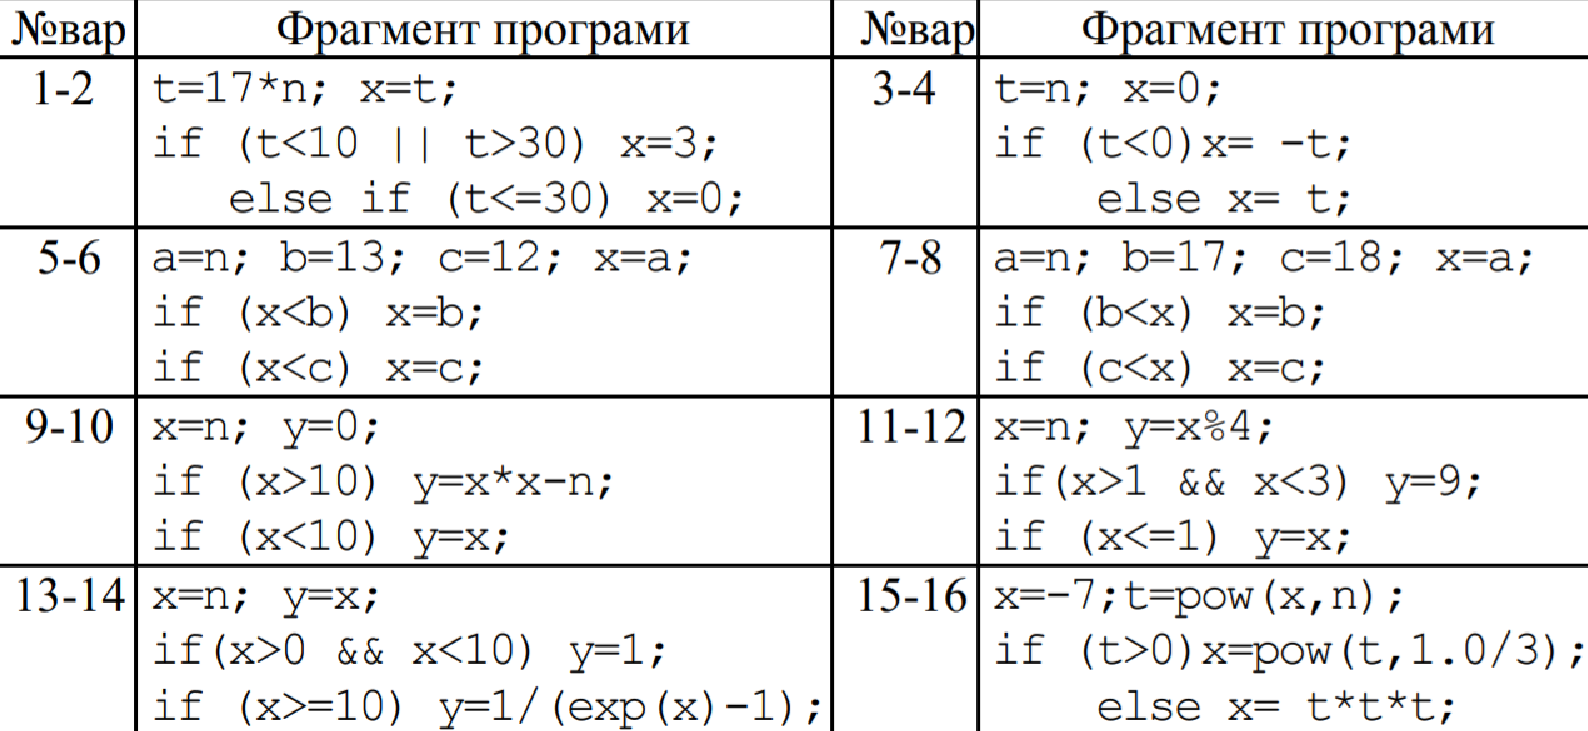 №вар Фрагмент програми №вар Фрагмент програми
1-2 t=17*n; x=t;
if (t<10 || t>30) x=3;
else if (t<=30) x=0;
3-4 t=n; x=0;
if (t<0)x= -t;
else x= t;
5-6 a=n; b=13; c=12; x=a;
if (x<b) x=b;
if (x<c) x=c;
7-8 a=n; b=17; c=18; x=a;
if (b<x) x=b;
if (c<x) x=c;
9-10 x=n; y=0;
if (x>10) y=x*x-n;
if (x<10) y=x;
11-12 x=n; y=x%4;
if(x>1 && x<3) y=9;
if (x<=1) y=x;
13-14 x=n; y=x;
if(x>0 && x<10) y=1;
if (x>=10) y=1/(exp(x)-1);
15-16 x=-7;t=pow(x,n);
if (t>0)x=pow(t,1.0/3);
else x= t*t*t;